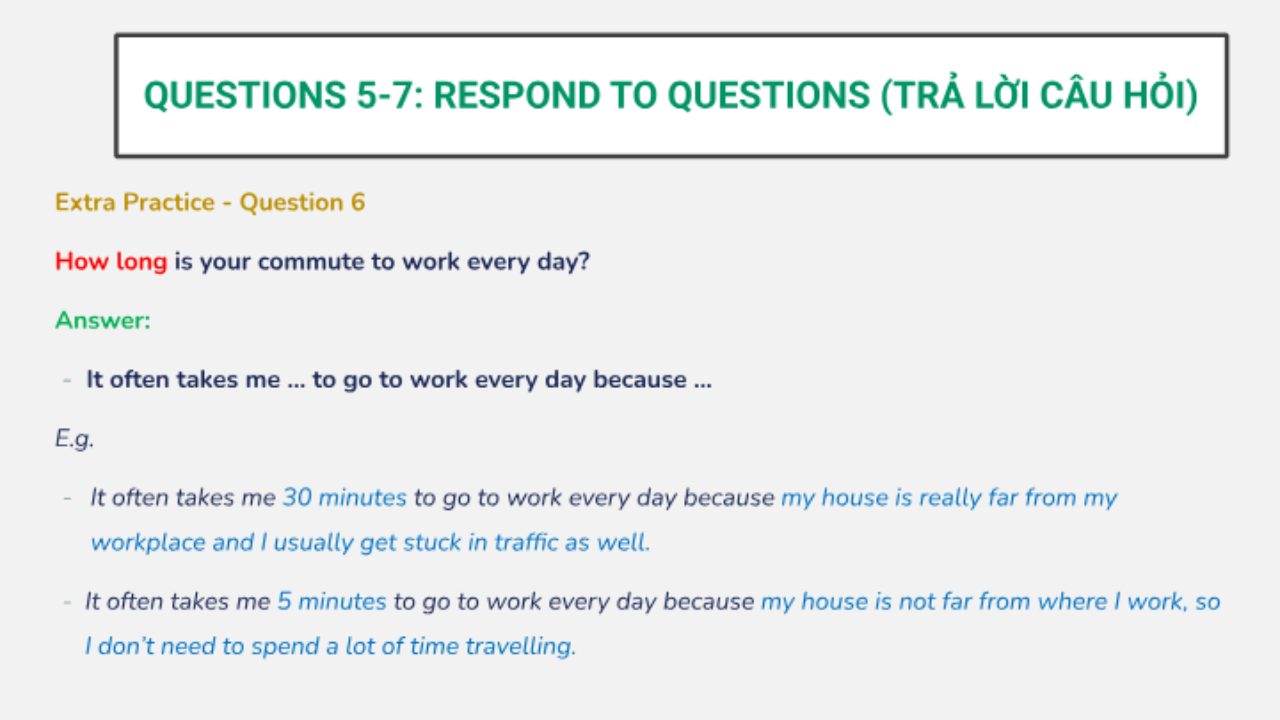 QUESTIONS 5-7: RESPOND TO QUESTIONS (TRẢ LỜI CÂU HỎI)
Extra Practice - Question 6
How long is your commute to work every day?
Answer:
- It often takes me ... to go to work every day because ...
E.g.
- It often takes me 30 minutes to go to work every day because my house is really far from my
workplace and I usually get stuck in traffic as well.
- It often takes me 5 minutes to go to work every day because my house is not far from where I work, so
I don't need to spend a lot of time travelling.